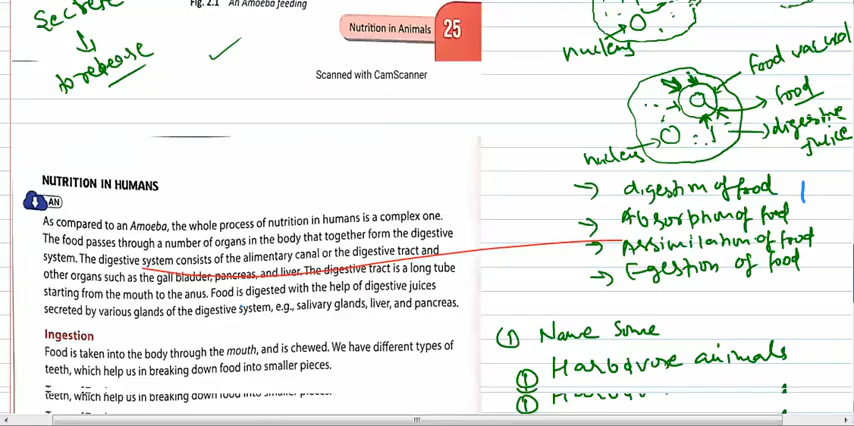 Fig. 2.1 An Amoeba feeding
Secrete
to release
Nutrition in Animals 25
Scanned with CamScanner
NUTRITION IN HUMANS
AN
As compared to an Amoeba, the whole process of nutrition in humans is a complex one.
The food passes through a number of organs in the body that together form the digestive
system. The digestive system consists of the alimentary canal or the digestive tract and
other organs such as the gall bladder, pancreas, and liver. The digestive tract is a long tube
starting from the mouth to the anus. Food is digested with the help of digestive juices
secreted by various glands of the digestive system, e.g., salivary glands, liver, and pancreas.
Ingestion
Food is taken into the body through the mouth, and is chewed. We have different types of
teeth, which help us in breaking down food into smaller pieces.
teeth, which help us in breaking down food into smaller pieces.
nucleus
food
digestive
juice
nucleus
→ digestion of food
→ Absorption of food
→ Assimilation of food
→ Egestion of food
① Name Some
① Harbivore animals